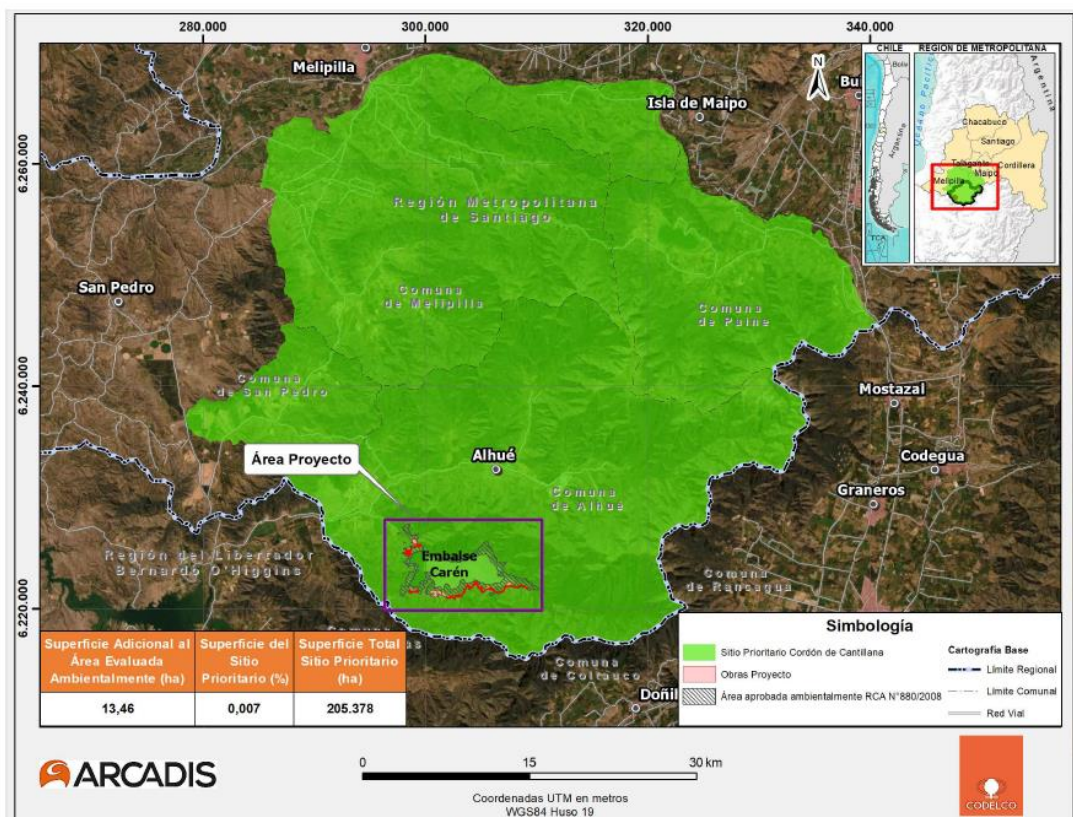 280.000
300.000
320.000
340.000
6.260.000
6.240.000
6.220.000
Melipilla
Isla de Maipo
Región Metropolitana
de Santiago
San Pedro
Comuna
de Melipilla
Comuna
de Paine
Comuna
de San Pedro
Mostazal
Área Proyecto
Alhué
Codegua
Comuna
de Alhué
Graneros
Región del Libertador
Bernardo O'Higgins
Embalse
Carén
Comuna
de Rancagua
Comuna
de Coltauco
Doñil
N
CHILE
Argentina
REGIÓN DE METROPOLITANA
Oceano Pacífico
Argentina
Chacabuco
Santiago
Cordillera
Talagante
Maipo
Melipilla
Superficie Adicional al Área Evaluada Ambientalmente (ha)
Superficie del Sitio Prioritario (%)
Superficie Total Sitio Prioritario (ha)
13,46
0,007
205.378
Simbología
Sitio Prioritario Cordón de Cantillana
Obras Proyecto
Área aprobada ambientalmente RCA N°880/2008
Cartografía Base
Límite Regional
Límite Comunal
Red Vial
ARCADIS
0
15
30 km
Coordenadas UTM en metros
WGS84 Huso 19
CODELCO